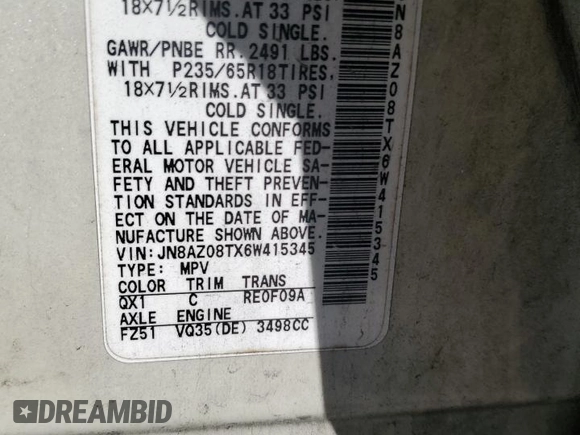 18X7½RIMS.AT 33 PSI
COLD SINGLE.
GAWR/PNBE RR.2491 LBS.
WITH P235/65R18TIRES,
18X7½RIMS.AT 33 PSI
COLD SINGLE.
THIS VEHICLE CONFORMS
TO ALL APPLICABLE FED-
ERAL MOTOR VEHICLE SA-
FETY AND THEFT PREVEN-
TION STANDARDS IN EFF-
ECT ON THE DATE OF MA-
NUFACTURE SHOWN ABOVE.
VIN:JN8AZ08TX6W415345
TYPE: MPV
COLOR TRIM TRANS
QX1 C RE0F09A
AXLE ENGINE
FZ51 VQ35(DE) 3498CC
N8AZ08TX6W415345
DREAMBID